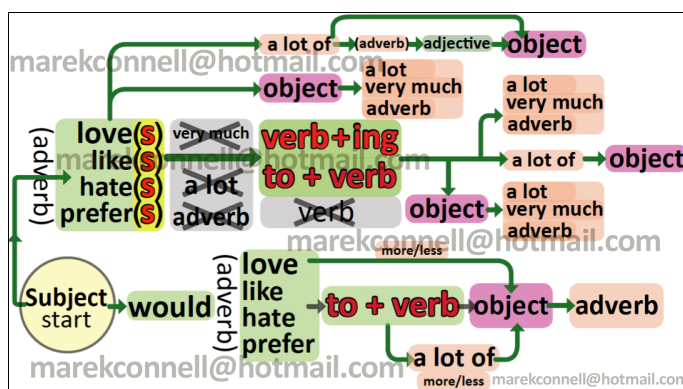 a lot of (adverb) adjective object
marekconnell@hotmail.com
object
a lot
very much
adverb
(adverb)
love(s)
like(s)
hate(s)
prefer(s)
very much
a lot
adverb
verb+ing
to + verb
verb
marekconnell@hotmail.com
a lot
very much
adverb
a lot of object
object
a lot
very much
adverb
marekconnell@hotmail.com
Subject
start
would
(adverb)
love
like
hate
prefer
more/less
to + verb
object
adverb
a lot of
more/less
marekconnell@hotmail.com
marekconnell@hotmail.com